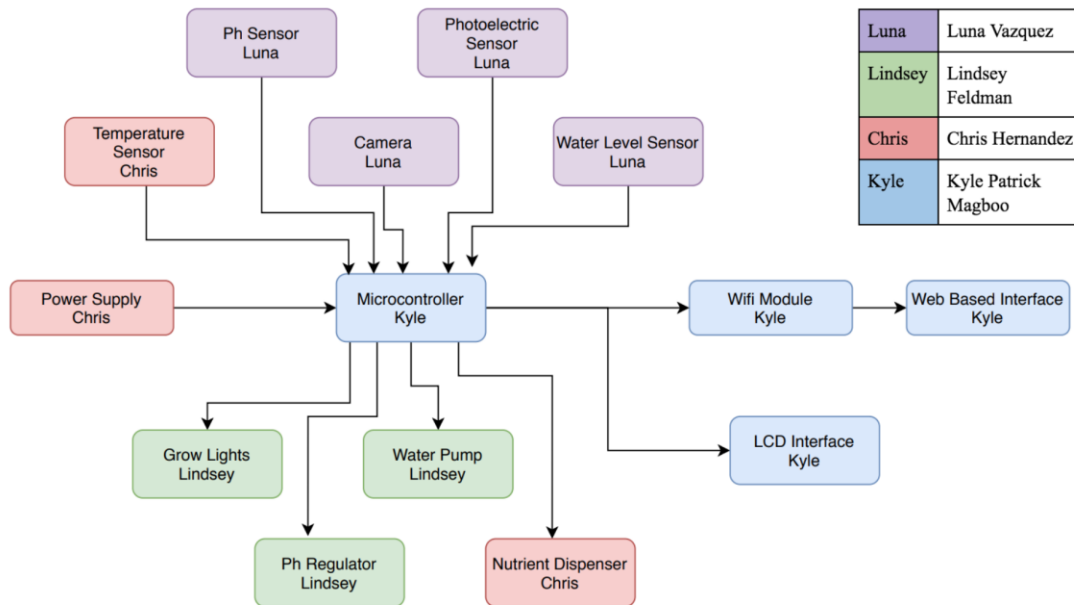 Ph Sensor
Luna
Photoelectric
Sensor
Luna
Luna
Luna Vazquez
Lindsey
Lindsey
Feldman
Chris
Chris Hernandez
Kyle
Kyle Patrick
Magboo
Temperature
Sensor
Chris
Camera
Luna
Water Level Sensor
Luna
Power Supply
Chris
Microcontroller
Kyle
Wifi Module
Kyle
Web Based Interface
Kyle
Grow Lights
Lindsey
Water Pump
Lindsey
LCD Interface
Kyle
Ph Regulator
Lindsey
Nutrient Dispenser
Chris